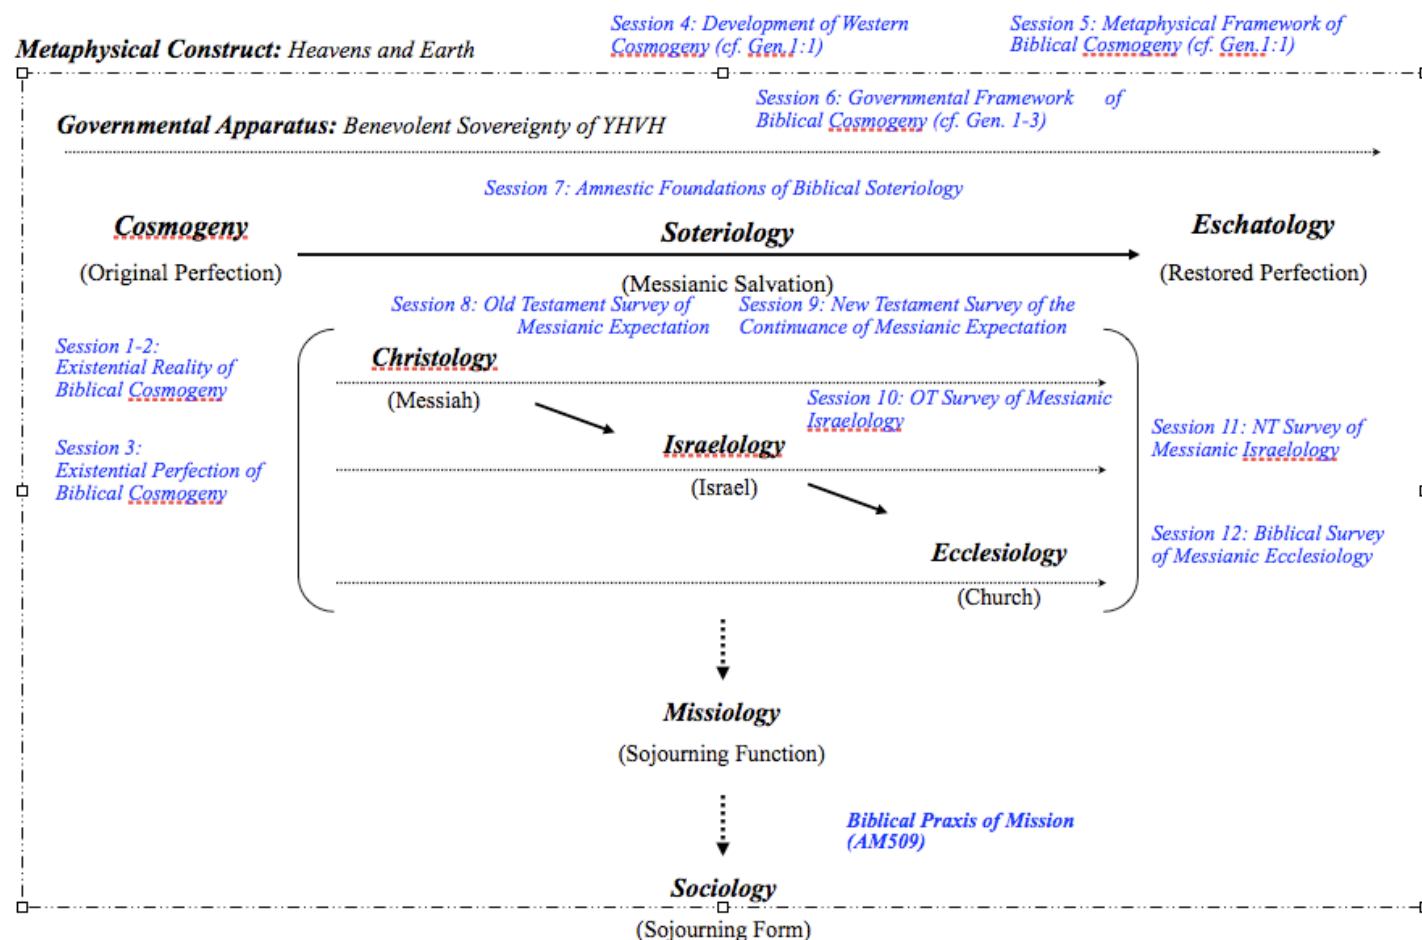 Session 4: Development of Western
Cosmogeny (cf. Gen.1:1)
Session 5: Metaphysical Framework of
Biblical Cosmogeny (cf. Gen.1:1)
Metaphysical Construct: Heavens and Earth
Session 6: Governmental Framework of
Biblical Cosmogeny (cf. Gen. 1-3)
Governmental Apparatus: Benevolent Sovereignty of YHVH
Session 7: Amnestic Foundations of Biblical Soteriology
Cosmogeny
(Original Perfection)
Soteriology
(Messianic Salvation)
Eschatology
(Restored Perfection)
Session 8: Old Testament Survey of
Messianic Expectation
Session 9: New Testament Survey of the
Continuance of Messianic Expectation
Session 1-2:
Existential Reality of
Biblical Cosmogeny
Session 3:
Existential Perfection of
Biblical Cosmogeny
Christology
(Messiah)
Session 10: OT Survey of Messianic
Israelology
Israelology
(Israel)
Session 11: NT Survey of
Messianic Israelology
Ecclesiology
(Church)
Session 12: Biblical Survey
of Messianic Ecclesiology
Missiology
(Sojourning Function)
Biblical Praxis of Mission
(AM509)
Sociology
(Sojourning Form)